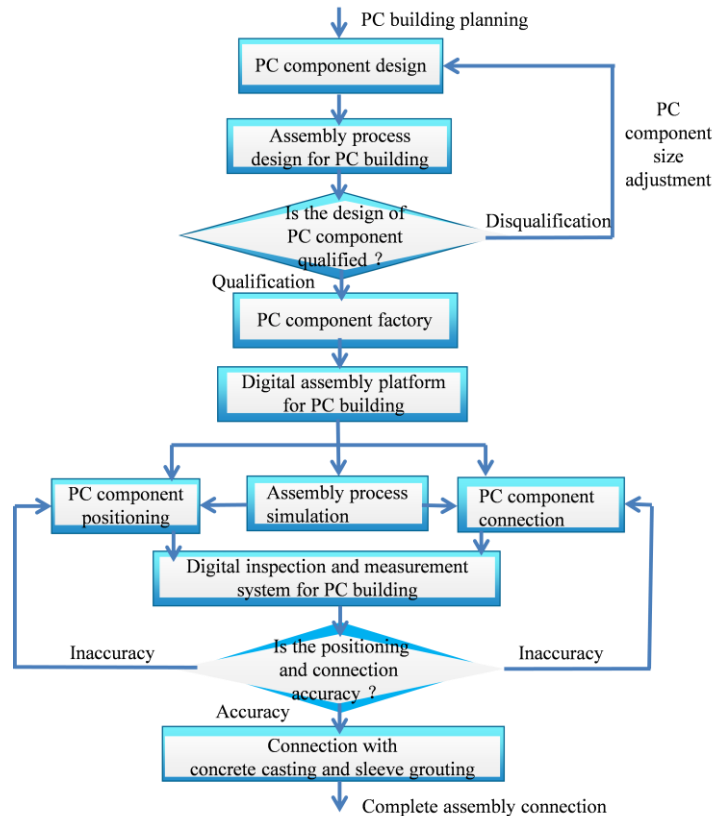 PC building planning
PC component design
PC
component
size
adjustment
Assembly process
design for PC building
Is the design of
PC component
qualified ?
Disqualification
Qualification
PC component factory
Digital assembly platform
for PC building
PC component
positioning
Assembly process
simulation
PC component
connection
Digital inspection and measurement
system for PC building
Is the positioning
and connection
accuracy ?
Inaccuracy
Inaccuracy
Accuracy
Connection with
concrete casting and sleeve grouting
Complete assembly connection